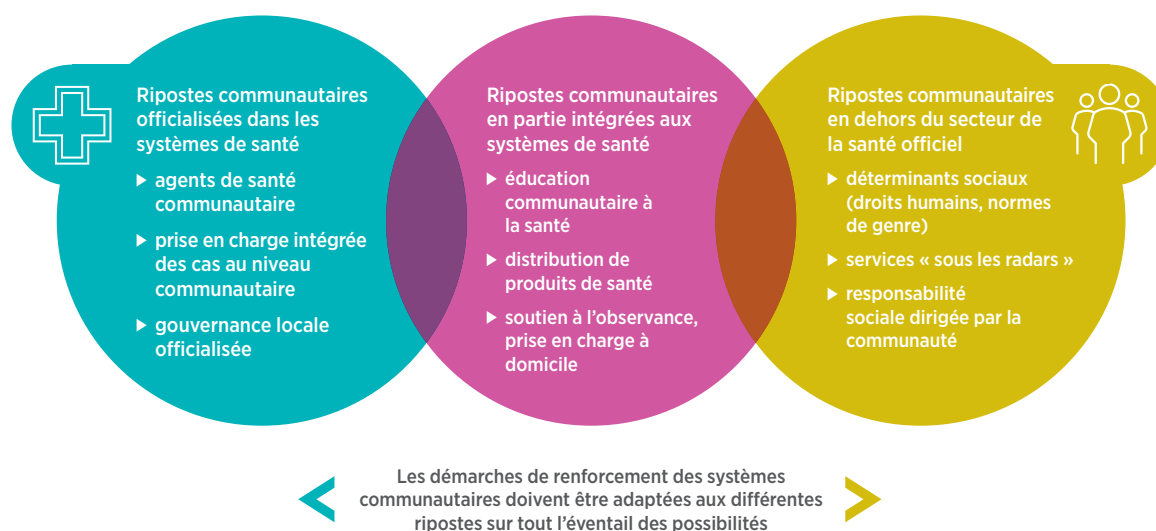 Ripostes communautaires
officialisées dans les
systèmes de santé
▶ agents de santé
communautaire
▶ prise en charge intégrée
des cas au niveau
communautaire
▶ gouvernance locale
officialisée
Ripostes communautaires
en partie intégrées aux
systèmes de santé
▶ éducation
communautaire à
la santé
▶ distribution de
produits de santé
▶ soutien à l’observance,
prise en charge à
domicile
Ripostes communautaires
en dehors du secteur de
la santé officiel
▶ déterminants sociaux
(droits humains, normes
de genre)
▶ services « sous les radars »
▶ responsabilité
sociale dirigée par la
communauté
Les démarches de renforcement des systèmes
communautaires doivent être adaptées aux différentes
ripostes sur tout l’éventail des possibilités